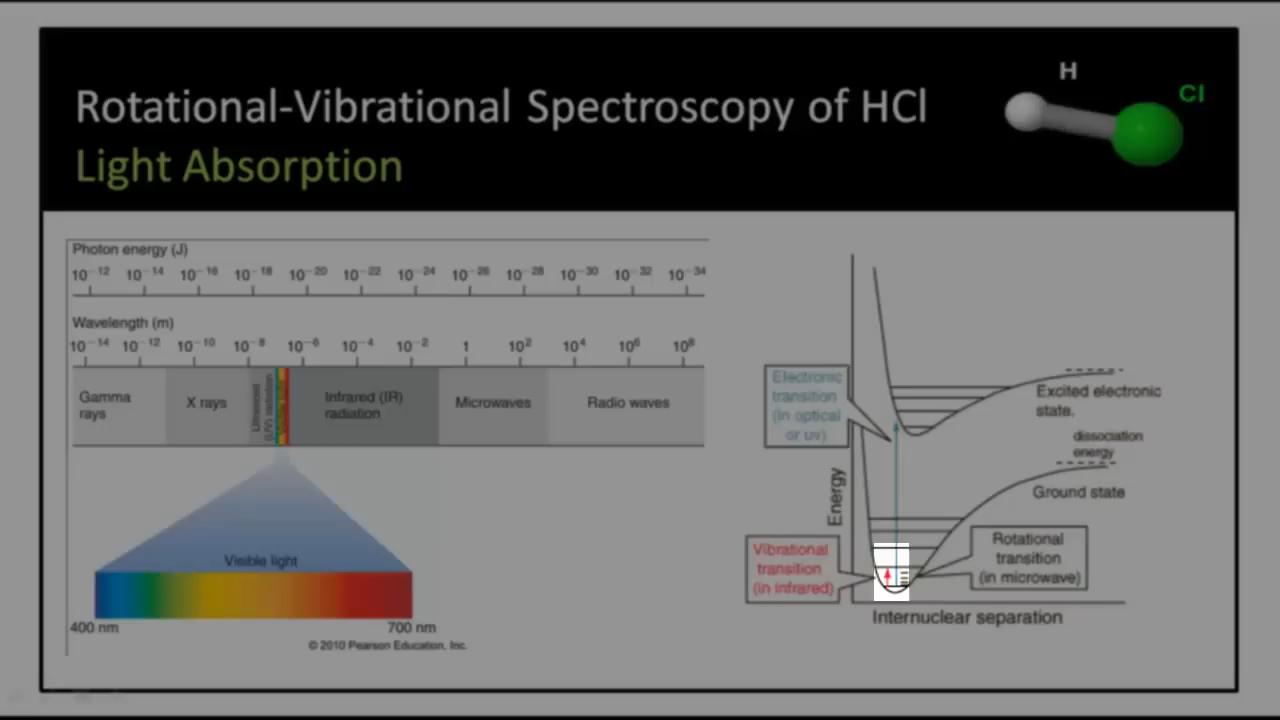 Rotational-Vibrational Spectroscopy of HCl
Light Absorption
H
Cl
Photon energy (J)
10⁻¹² 10⁻¹⁴ 10⁻¹⁶ 10⁻¹⁸ 10⁻²⁰ 10⁻²² 10⁻²⁴ 10⁻²⁶ 10⁻²⁸ 10⁻³⁰ 10⁻³² 10⁻³⁴
Wavelength (m)
10⁻¹⁴ 10⁻¹² 10⁻¹⁰ 10⁻⁸ 10⁻⁶ 10⁻⁴ 10⁻² 1 10² 10⁴ 10⁶ 10⁸
Gamma
rays
X rays
Ultraviolet
(UV) radiation
Infrared (IR)
radiation
Microwaves
Radio waves
Visible light
400 nm
700 nm
© 2010 Pearson Education, Inc.
Electronic
transition
(in optical
or uv)
Excited electronic
state.
dissociation
energy
Ground state
Energy
Vibrational
transition
(in infrared)
Rotational
transition
(in microwave)
Internuclear separation